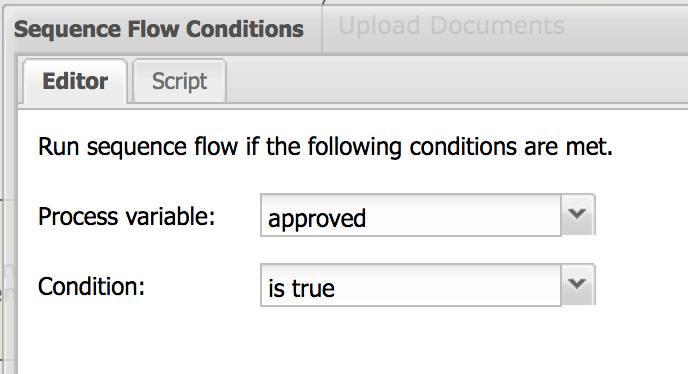 Sequence Flow Conditions
Upload Documents
Editor Script
Run sequence flow if the following conditions are met.
Process variable: approved
Condition: is true